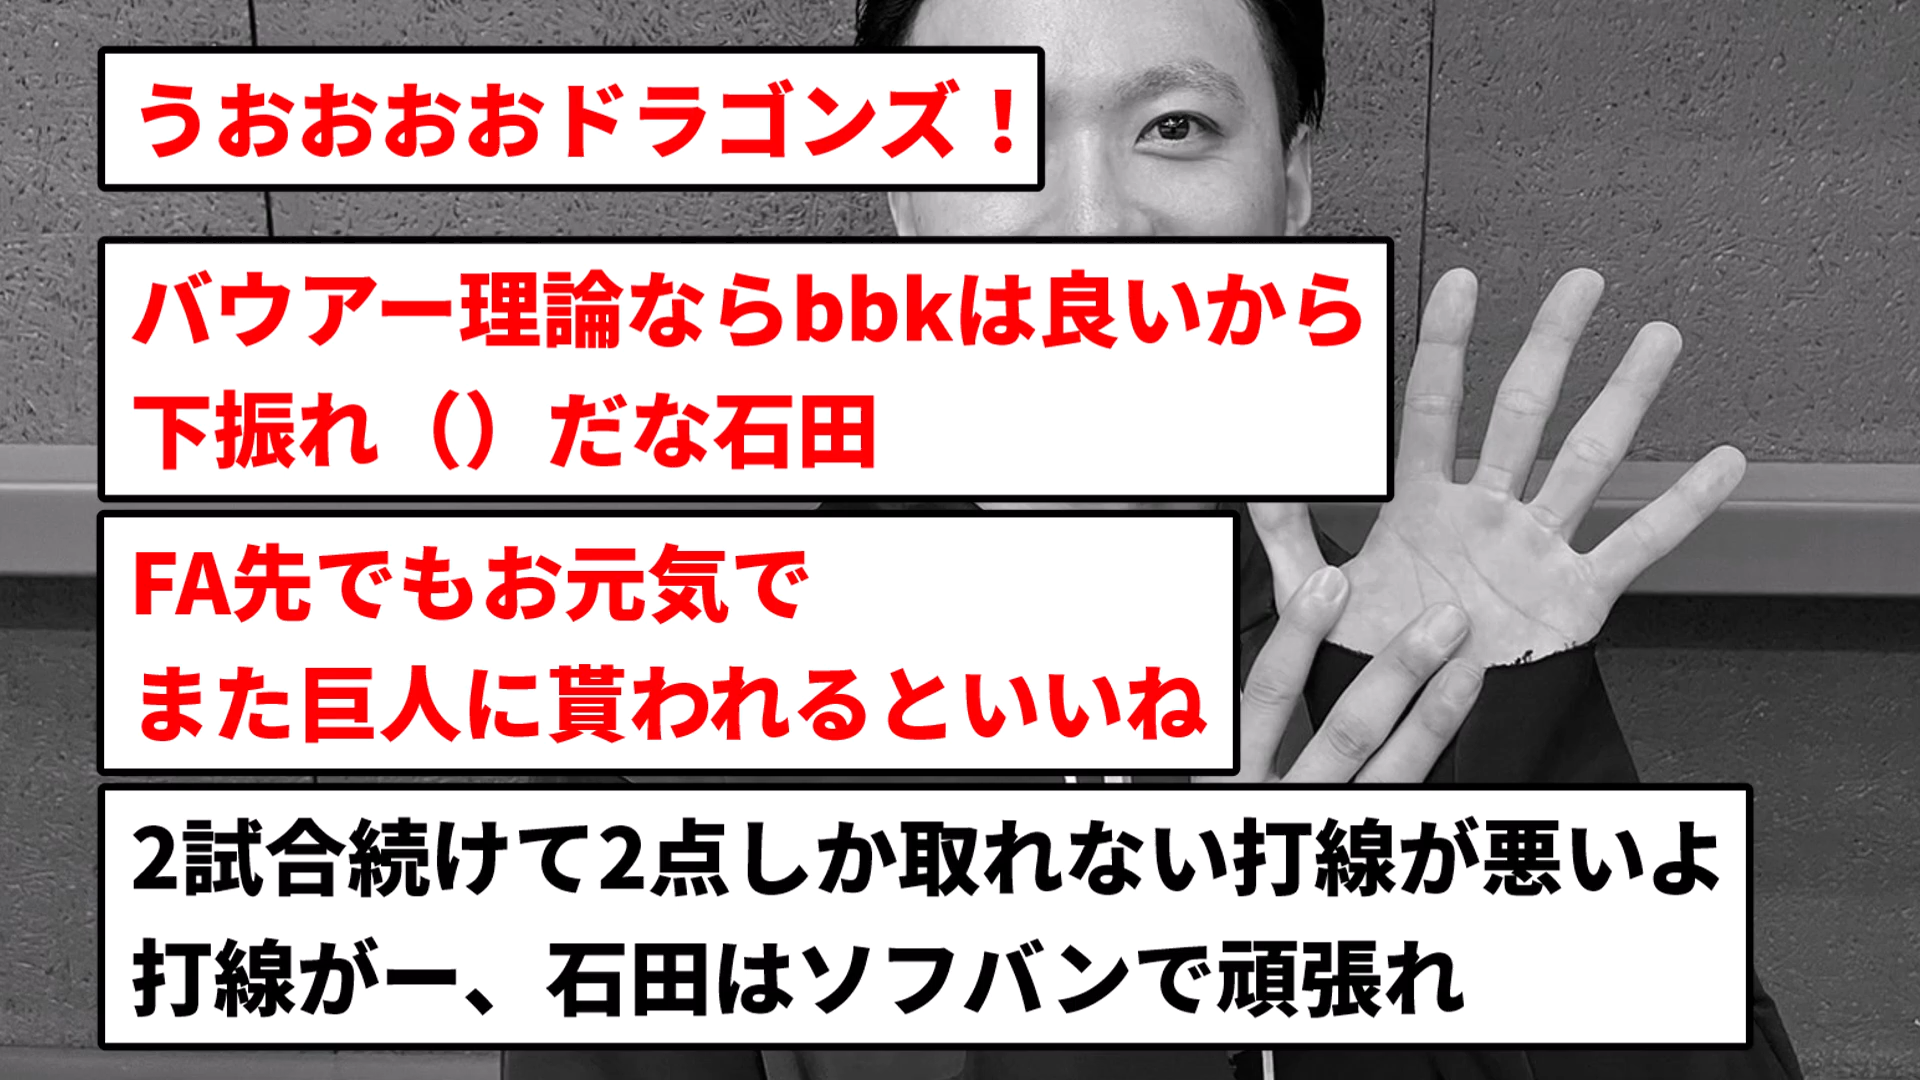 うおおおおドラゴンズ！
バウアー理論ならbbkは良いから
下振れ（）だな石田
FA先でもお元気で
また巨人に貰われるといいね
2試合続けて2点しか取れない打線が悪いよ
打線がー、石田はソフバンで頑張れ